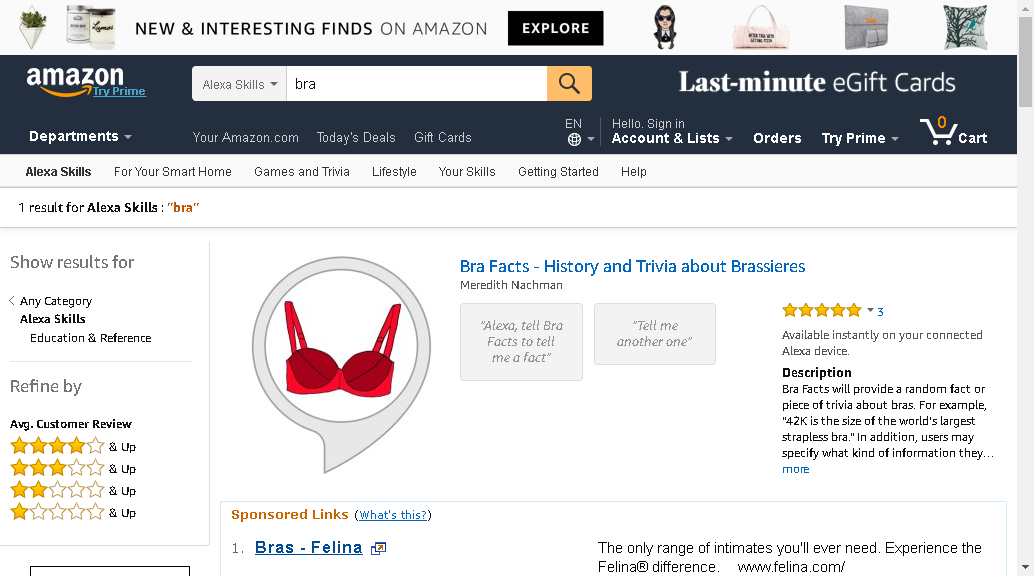 NEW & INTERESTING FINDS ON AMAZON
EXPLORE
amazon
Try Prime
Alexa Skills
bra
Last-minute eGift Cards
Departments
Your Amazon.com
Today's Deals
Gift Cards
EN
Hello. Sign in
Account & Lists
Orders
Try Prime
0
Cart
Alexa Skills
For Your Smart Home
Games and Trivia
Lifestyle
Your Skills
Getting Started
Help
1 result for Alexa Skills : "bra"
Show results for
Any Category
Alexa Skills
Education & Reference
Refine by
Avg. Customer Review
& Up
& Up
& Up
& Up
Bra Facts - History and Trivia about Brassieres
Meredith Nachman
"Alexa, tell Bra
Facts to tell
me a fact"
"Tell me
another one"
3
Available instantly on your connected
Alexa device.
Description
Bra Facts will provide a random fact or
piece of trivia about bras. For example,
"42K is the size of the world's largest
strapless bra." In addition, users may
specify what kind of information they...
more
Sponsored Links (What's this?)
1. Bras - Felina
The only range of intimates you'll ever need. Experience the
Felina® difference. www.felina.com/